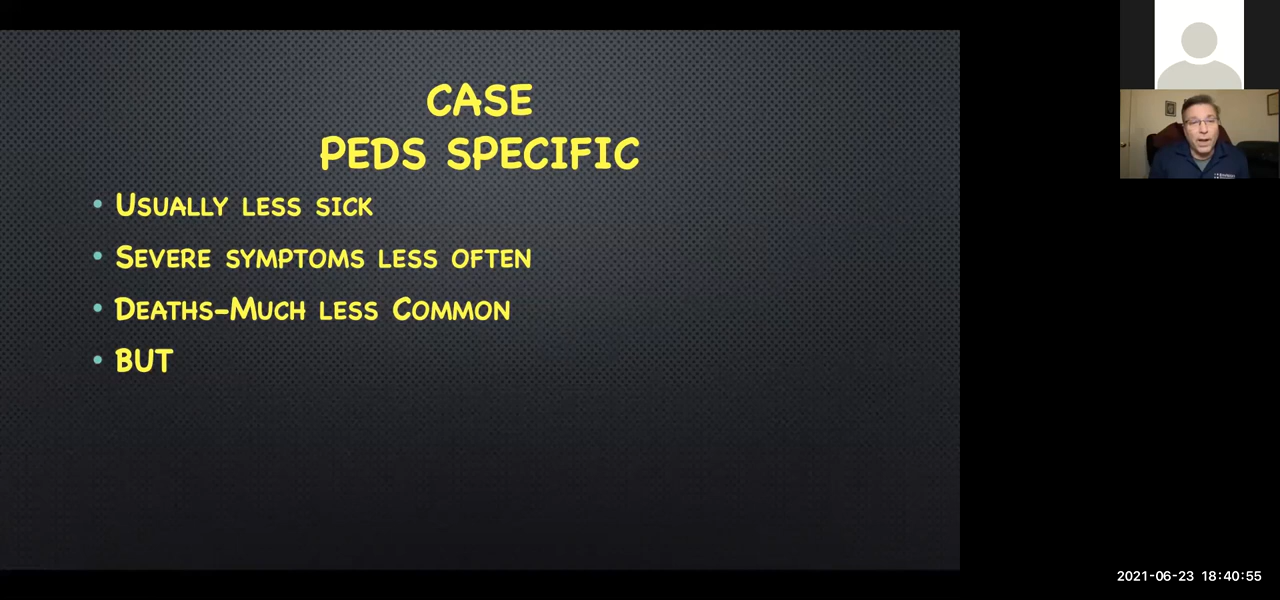 CASE
PEDS SPECIFIC
• USUALLY LESS SICK
• SEVERE SYMPTOMS LESS OFTEN
• DEATHS-MUCH LESS COMMON
• BUT
2021-06-23 18:40:55